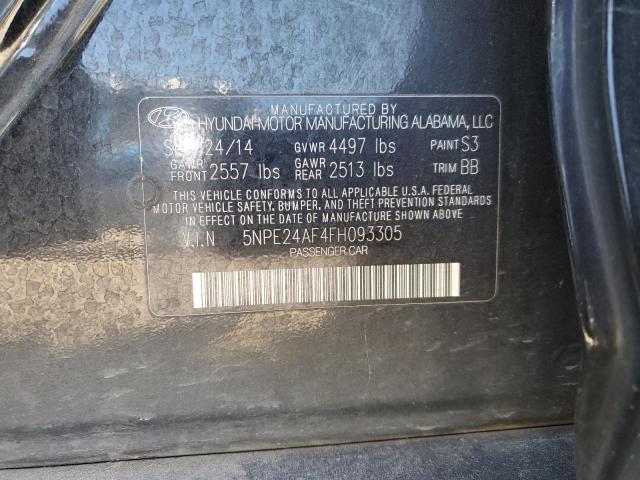 MANUFACTURED BY
HYUNDAI MOTOR MANUFACTURING ALABAMA, LLC
24/14 GVWR 4497 lbs PAINT S3
GAWR FRONT 2557 lbs GAWR REAR 2513 lbs TRIM BB
THIS VEHICLE CONFORMS TO ALL APPLICABLE U.S.A. FEDERAL
MOTOR VEHICLE SAFETY, BUMPER, AND THEFT PREVENTION STANDARDS
IN EFFECT ON THE DATE OF MANUFACTURE SHOWN ABOVE.
V.I.N 5NPE24AF4FH093305
PASSENGER CAR